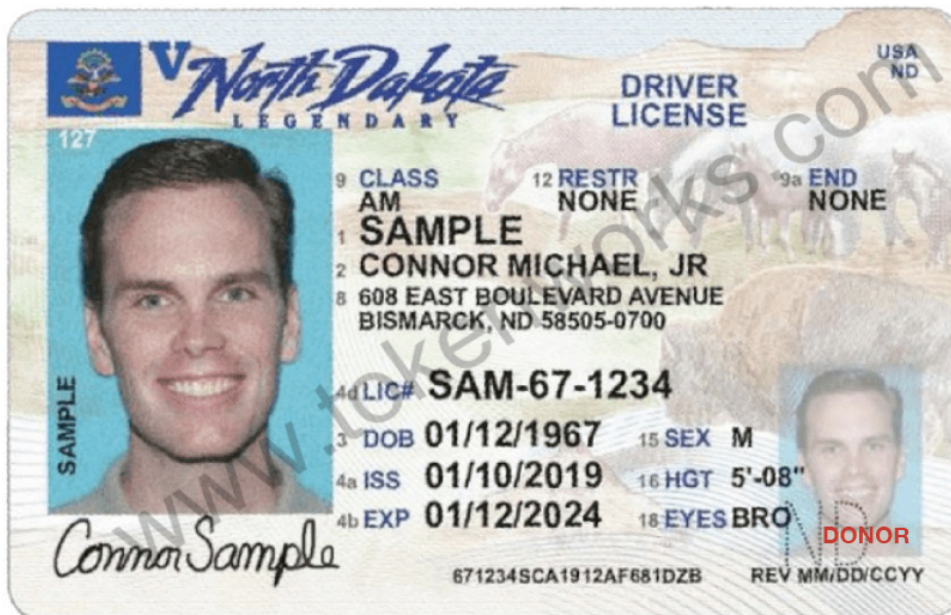 V North Dakota
LEGENDARY
DRIVER
LICENSE
USA
ND
127
9 CLASS
AM
12 RESTR
NONE
9a END
NONE
1 SAMPLE
2 CONNOR MICHAEL, JR
8 608 EAST BOULEVARD AVENUE
BISMARCK, ND 58505-0700
4d LIC# SAM-67-1234
3 DOB 01/12/1967
15 SEX M
4a ISS 01/10/2019
16 HGT 5'-08"
4b EXP 01/12/2024
18 EYES BRO
SAMPLE
Connor Sample
ND
DONOR
671234SCA1912AF681DZB
REV MM/DD/CCYY
www.tokenworks.com